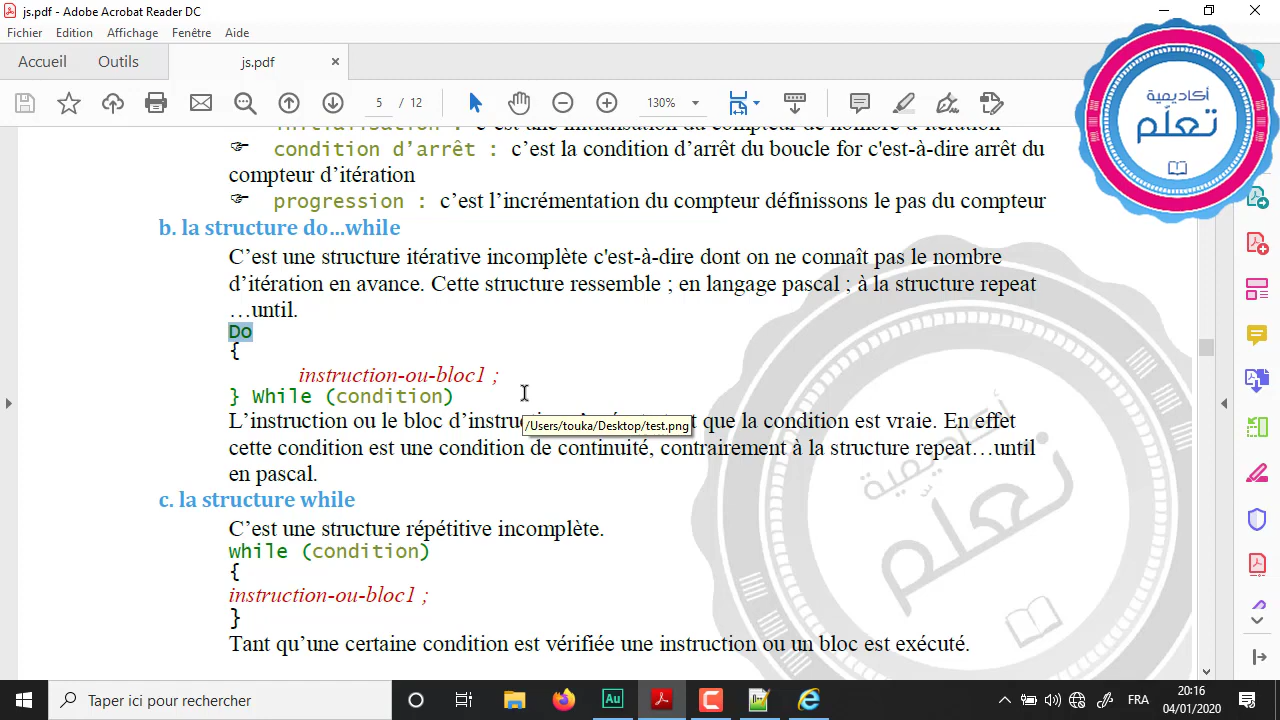 js.pdf - Adobe Acrobat Reader DC
Fichier Edition Affichage Fenêtre Aide
Accueil Outils js.pdf ×
5 / 12 130%
أكاديمية
تعلّم
condition d’arrêt : c’est la condition d’arrêt du boucle for c'est-à-dire arrêt du
compteur d’itération
progression : c’est l’incrémentation du compteur définissons le pas du compteur
b. la structure do…while
C’est une structure itérative incomplète c'est-à-dire dont on ne connaît pas le nombre
d’itération en avance. Cette structure ressemble ; en langage pascal ; à la structure repeat
…until.
Do
{
instruction-ou-bloc1 ;
} While (condition)
L’instruction ou le bloc que la condition est vraie. En effet
/Users/touka/Desktop/test.png
cette condition est une condition de continuité, contrairement à la structure repeat…until
en pascal.
c. la structure while
C’est une structure répétitive incomplète.
while (condition)
{
instruction-ou-bloc1 ;
}
Tant qu’une certaine condition est vérifiée une instruction ou un bloc est exécuté.
أكاديمية
تعلّم
Taper ici pour rechercher
FRA
20:16
04/01/2020